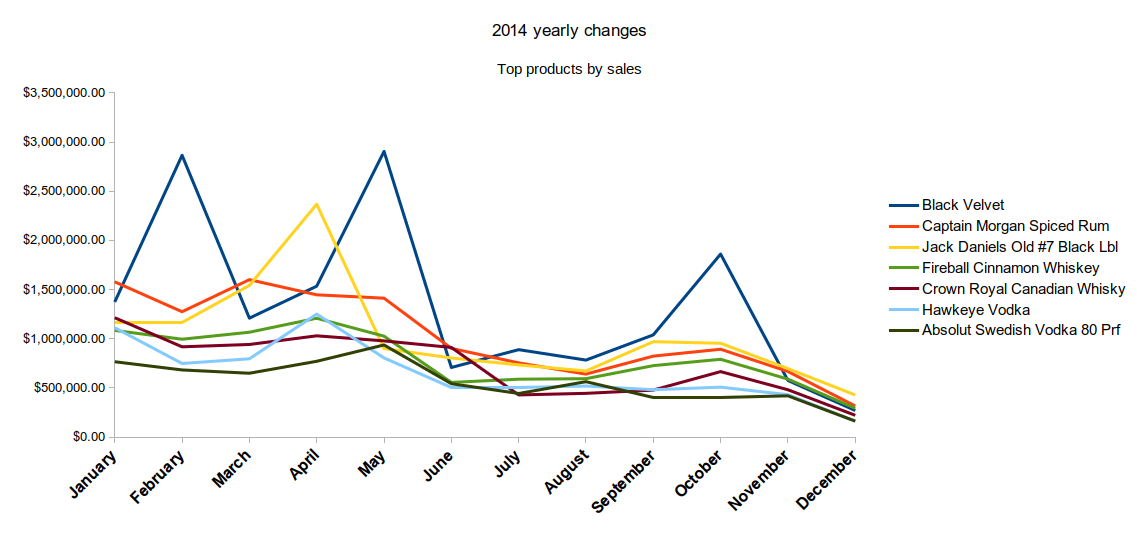 2014 yearly changes
Top products by sales
$3,500,000.00
$3,000,000.00
$2,500,000.00
$2,000,000.00
$1,500,000.00
$1,000,000.00
$500,000.00
$0.00
January
February
March
April
May
June
July
August
September
October
November
December
Black Velvet
Captain Morgan Spiced Rum
Jack Daniels Old #7 Black Lbl
Fireball Cinnamon Whiskey
Crown Royal Canadian Whisky
Hawkeye Vodka
Absolut Swedish Vodka 80 Prf